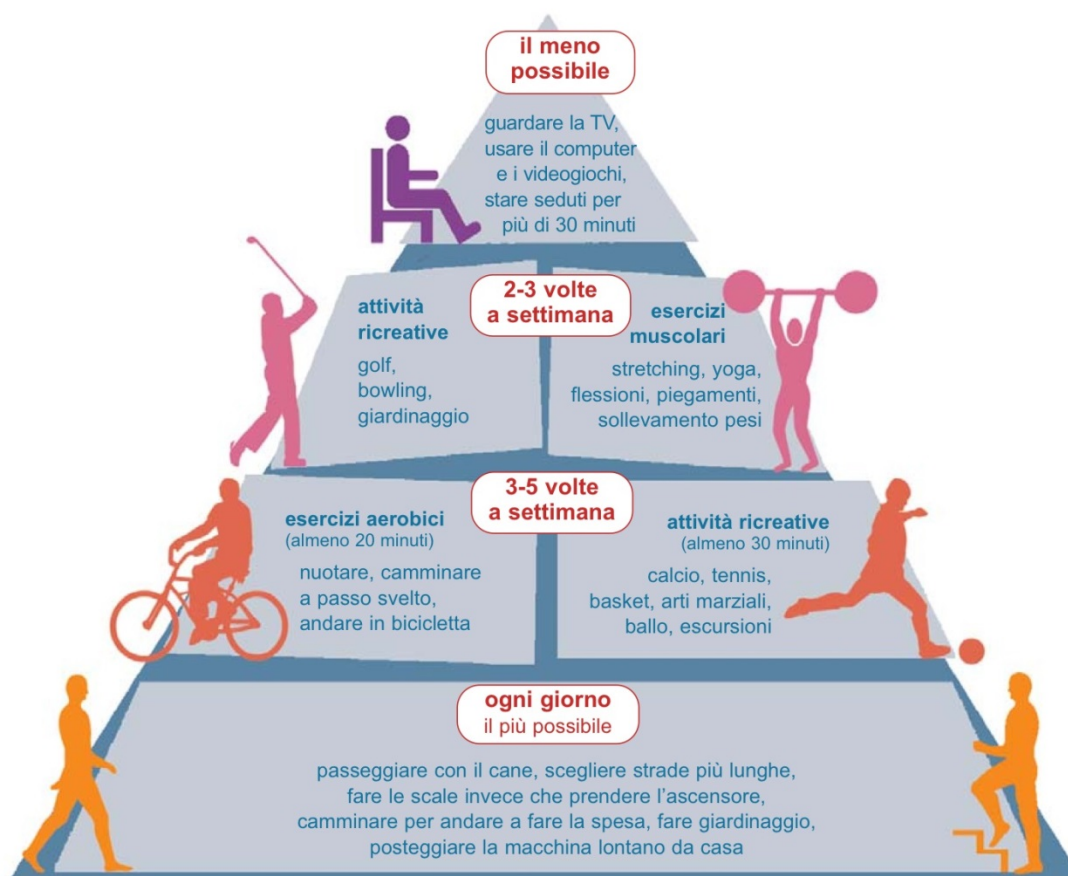 il meno
possibile
guardare la TV,
usare il computer
e i videogiochi,
stare seduti per
più di 30 minuti
2-3 volte
a settimana
attività
ricreative
golf,
bowling,
giardinaggio
esercizi
muscolari
stretching, yoga,
flessioni, piegamenti,
sollevamento pesi
3-5 volte
a settimana
esercizi aerobici
(almeno 20 minuti)
nuotare, camminare
a passo svelto,
andare in bicicletta
attività ricreative
(almeno 30 minuti)
calcio, tennis,
basket, arti marziali,
ballo, escursioni
ogni giorno
il più possibile
passeggiare con il cane, scegliere strade più lunghe,
fare le scale invece che prendere l’ascensore,
camminare per andare a fare la spesa, fare giardinaggio,
posteggiare la macchina lontano da casa